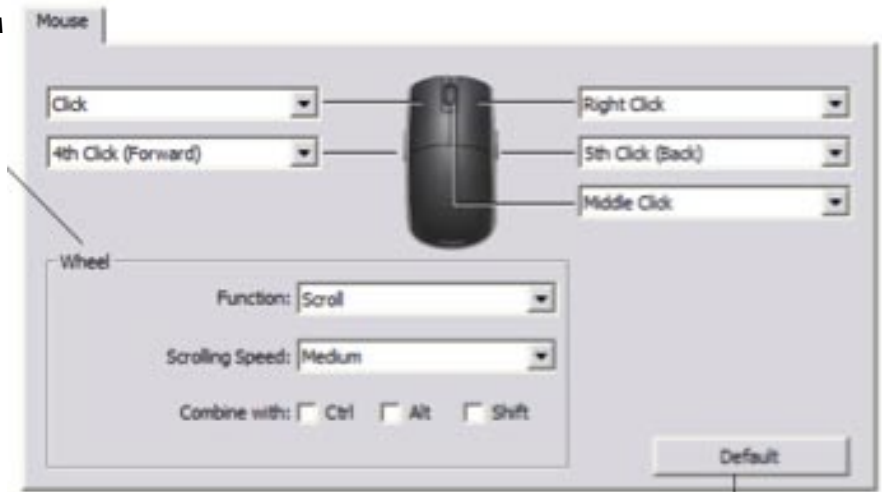 Mouse
Click
Right Click
4th Click (Forward)
5th Click (Back)
Middle Click
Wheel
Function: Scroll
Scrolling Speed: Medium
Combine with: Ctrl Alt Shift
Default